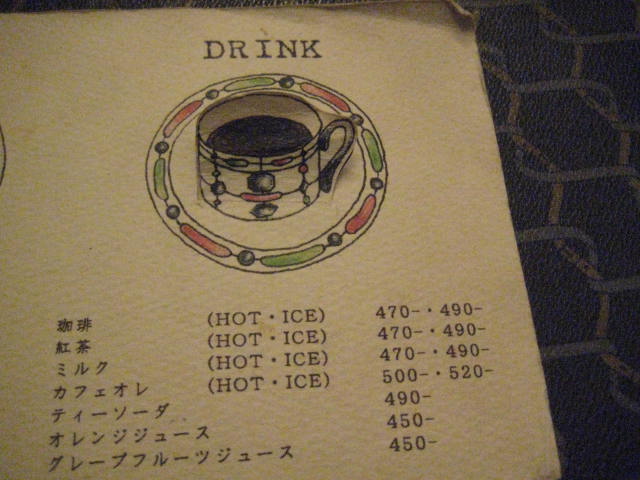 DRINK
珈琲 (HOT・ICE) 470-・490-
紅茶 (HOT・ICE) 470-・490-
ミルク (HOT・ICE) 470-・490-
カフェオレ (HOT・ICE) 500-・520-
ティーソーダ 490-
オレンジジュース 450-
グレープフルーツジュース 450-